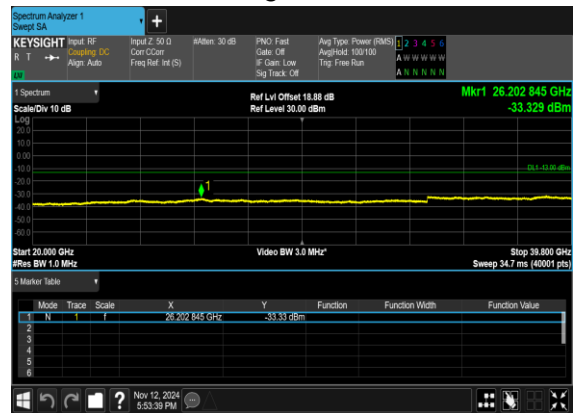 Spectrum Analyzer 1
Swept SA
+
KEYSIGHT Input: RF Input Z: 50 Ω #Atten: 30 dB PNO: Fast Avg Type: Power (RMS) 1 2 3 4 5 6
R T Coupling: DC Corr CCorr Gate: Off Avg|Hold: 100/100 A W W W W W
Align: Auto Freq Ref: Int (S) IF Gain: Low Trig: Free Run
LW Sig Track: Off A N N N N N
1 Spectrum Ref Lvl Offset 18.88 dB Mkr1 26.202 845 GHz
Scale/Div 10 dB Ref Level 30.00 dBm -33.329 dBm
Log
20.0
10.0
0.00
-10.0 DL1 -13.00 dBm
-20.0
-30.0 1
-40.0
-50.0
-60.0
Start 20.000 GHz Video BW 3.0 MHz* Stop 39.800 GHz
#Res BW 1.0 MHz Sweep 34.7 ms (40001 pts)
5 Marker Table
Mode Trace Scale X Y Function Function Width Function Value
1 N 1 f 26.202 845 GHz -33.33 dBm
2
3
4
5
6
? Nov 12, 2024
5:53:39 PM